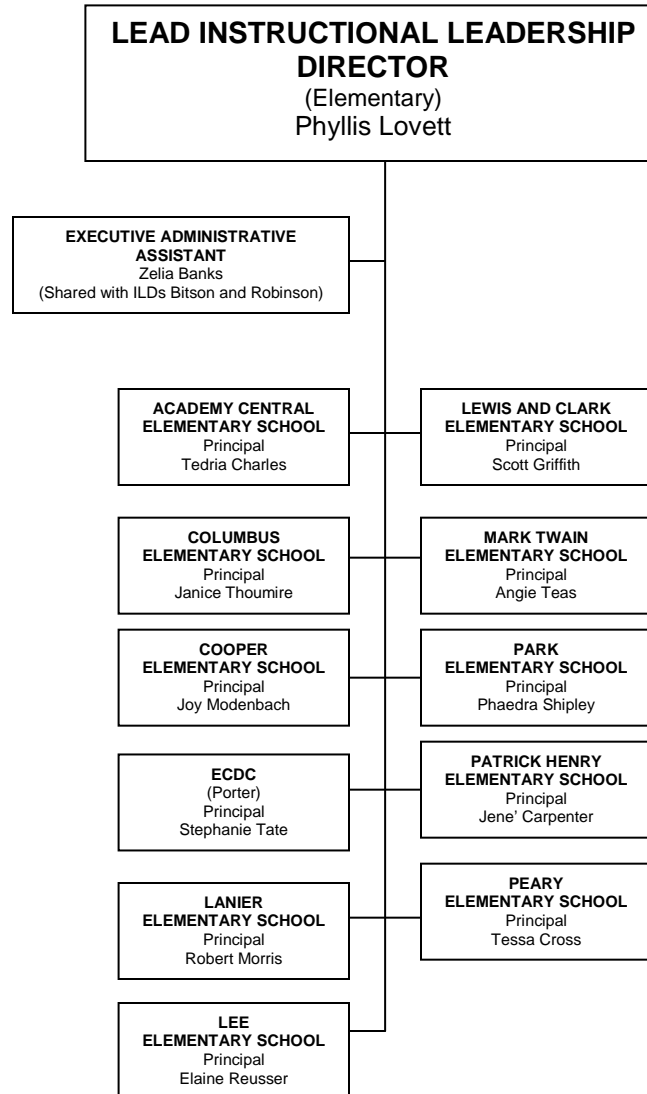 LEAD INSTRUCTIONAL LEADERSHIP
DIRECTOR
(Elementary)
Phyllis Lovett
EXECUTIVE ADMINISTRATIVE
ASSISTANT
Zelia Banks
(Shared with ILDs Bitson and Robinson)
ACADEMY CENTRAL
ELEMENTARY SCHOOL
Principal
Tedria Charles
LEWIS AND CLARK
ELEMENTARY SCHOOL
Principal
Scott Griffith
COLUMBUS
ELEMENTARY SCHOOL
Principal
Janice Thoumire
MARK TWAIN
ELEMENTARY SCHOOL
Principal
Angie Teas
COOPER
ELEMENTARY SCHOOL
Principal
Joy Modenbach
PARK
ELEMENTARY SCHOOL
Principal
Phaedra Shipley
ECDC
(Porter)
Principal
Stephanie Tate
PATRICK HENRY
ELEMENTARY SCHOOL
Principal
Jene’ Carpenter
LANIER
ELEMENTARY SCHOOL
Principal
Robert Morris
PEARY
ELEMENTARY SCHOOL
Principal
Tessa Cross
LEE
ELEMENTARY SCHOOL
Principal
Elaine Reusser